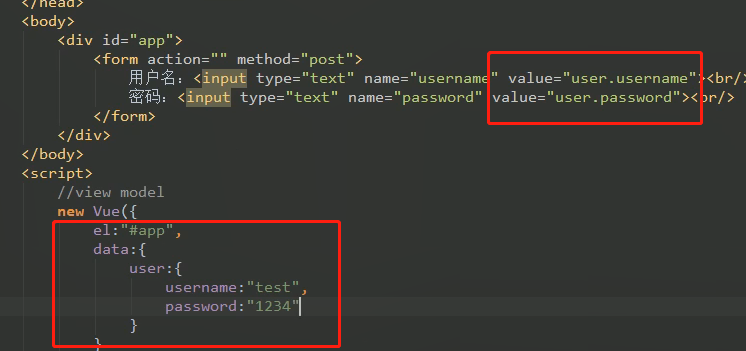 </head>
<body>
<div id="app">
<form action="" method="post">
用户名：<input type="text" name="username" value="user.username"><br/>
密码：<input type="text" name="password" value="user.password"><br/>
</form>
</div>
</body>
<script>
//view model
new Vue({
el:"#app",
data:{
user:{
username:"test",
password:"1234"
}
}